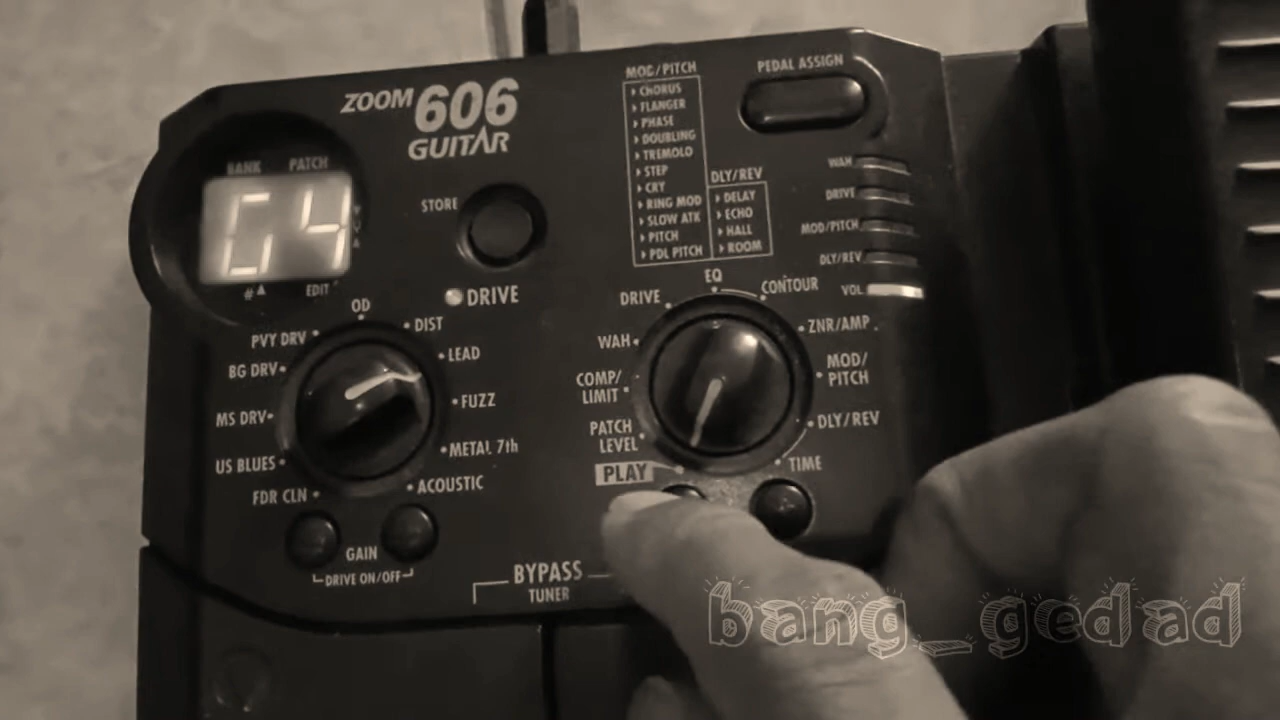 ZOOM 606
GUITAR
BANK PATCH
G4
# EDIT
STORE
DRIVE
OD
DIST
LEAD
FUZZ
METAL 7th
ACOUSTIC
PVY DRV
BG DRV
MS DRV
US BLUES
FDR CLN
GAIN
DRIVE ON/OFF
BYPASS
TUNER
MOD/PITCH
CHORUS
FLANGER
PHASE
DOUBLING
TREMOLO
STEP
CRY
RING MOD
SLOW ATK
PITCH
PDL PITCH
DLY/REV
DELAY
ECHO
HALL
ROOM
PEDAL ASSIGN
WAH
DRIVE
MOD/PITCH
DLY/REV
VOL
EQ
CONTOUR
ZNR/AMP
MOD/
PITCH
DLY/REV
TIME
DRIVE
WAH
COMP/
LIMIT
PATCH
LEVEL
PLAY
bang_gedad